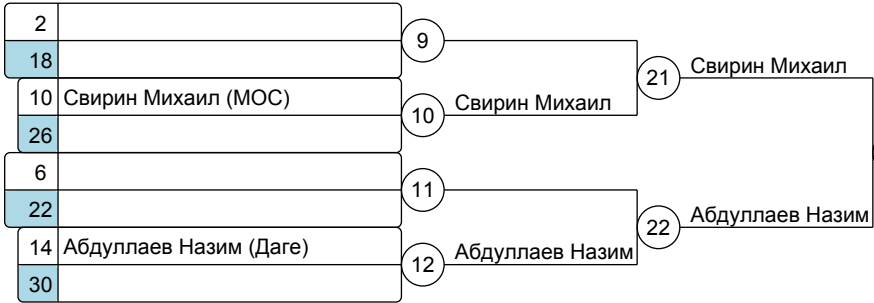 2
9
18
21 Свирин Михаил
10 Свирин Михаил (МОС)
10 Свирин Михаил
26
6
11
22
22 Абдуллаев Назим
14 Абдуллаев Назим (Даге)
12 Абдуллаев Назим
30